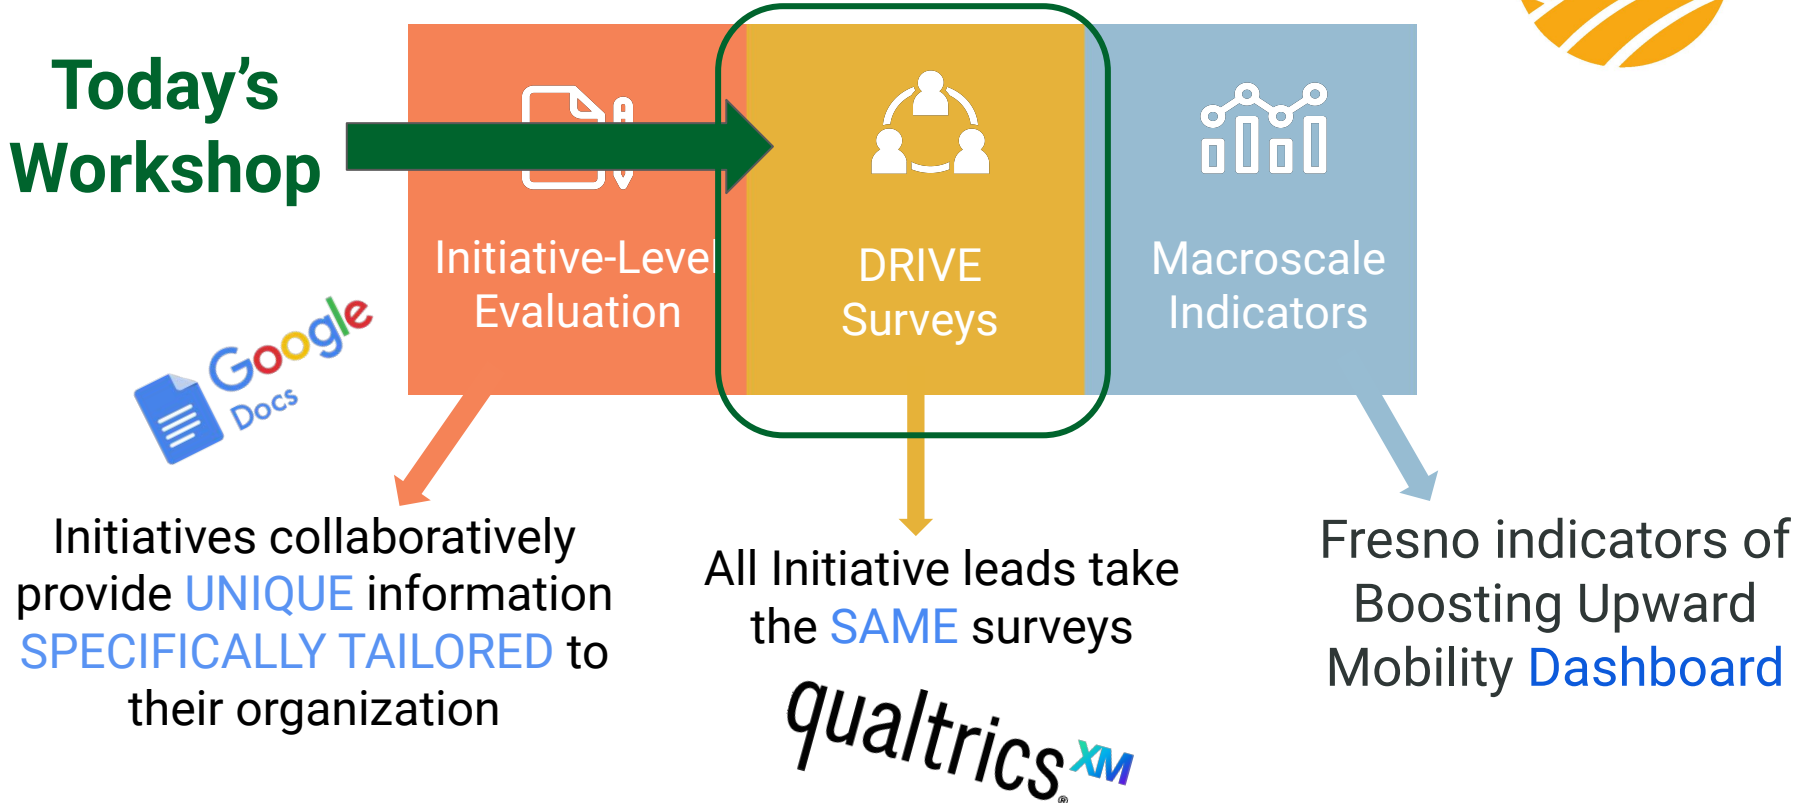 Today’s
Workshop
Initiative-Level
Evaluation
DRIVE
Surveys
Macroscale
Indicators
Google
Docs
Initiatives collaboratively
provide UNIQUE information
SPECIFICALLY TAILORED to
their organization
All Initiative leads take
the SAME surveys
qualtrics XM ®
Fresno indicators of
Boosting Upward
Mobility Dashboard